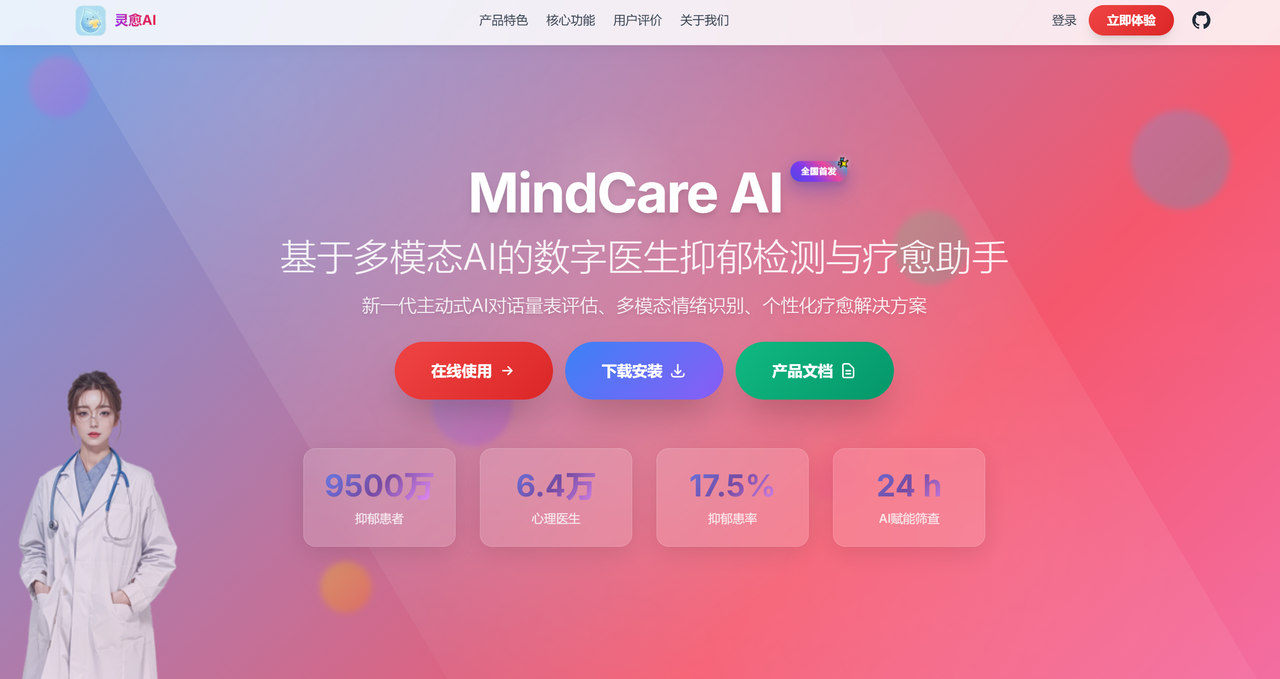 灵愈AI
产品特色 核心功能 用户评价 关于我们
登录 立即体验
MindCare AI 全国首发
基于多模态AI的数字医生抑郁检测与疗愈助手
新一代主动式AI对话量表评估、多模态情绪识别、个性化疗愈解决方案
在线使用 下载安装 产品文档
9500万 6.4万 17.5% 24 h
抑郁患者 心理医生 抑郁患率 AI赋能筛查